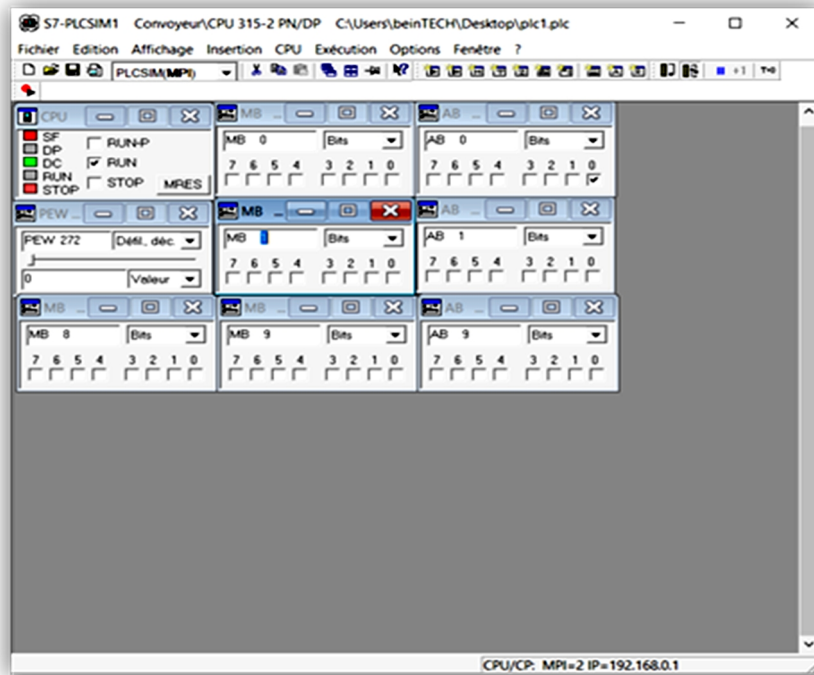 S7-PLCSIM1 Convoyeur\CPU 315-2 PN/DP C:\Users\beinTECH\Desktop\plc1.plc
Fichier Edition Affichage Insertion CPU Exécution Options Fenêtre ?
PLCSIM(MPI) +1 T=0
CPU
SF
DP
DC
RUN
STOP
RUN-P
RUN
STOP
MRES
MB ...
MB 0 Bits
7 6 5 4 3 2 1 0
AB ...
AB 0 Bits
7 6 5 4 3 2 1 0
PEW ...
PEW 272 Défil., déc.
0 Valeur
MB ...
MB 1 Bits
7 6 5 4 3 2 1 0
AB ...
AB 1 Bits
7 6 5 4 3 2 1 0
MB ...
MB 8 Bits
7 6 5 4 3 2 1 0
MB ...
MB 9 Bits
7 6 5 4 3 2 1 0
AB ...
AB 9 Bits
7 6 5 4 3 2 1 0
CPU/CP: MPI=2 IP=192.168.0.1